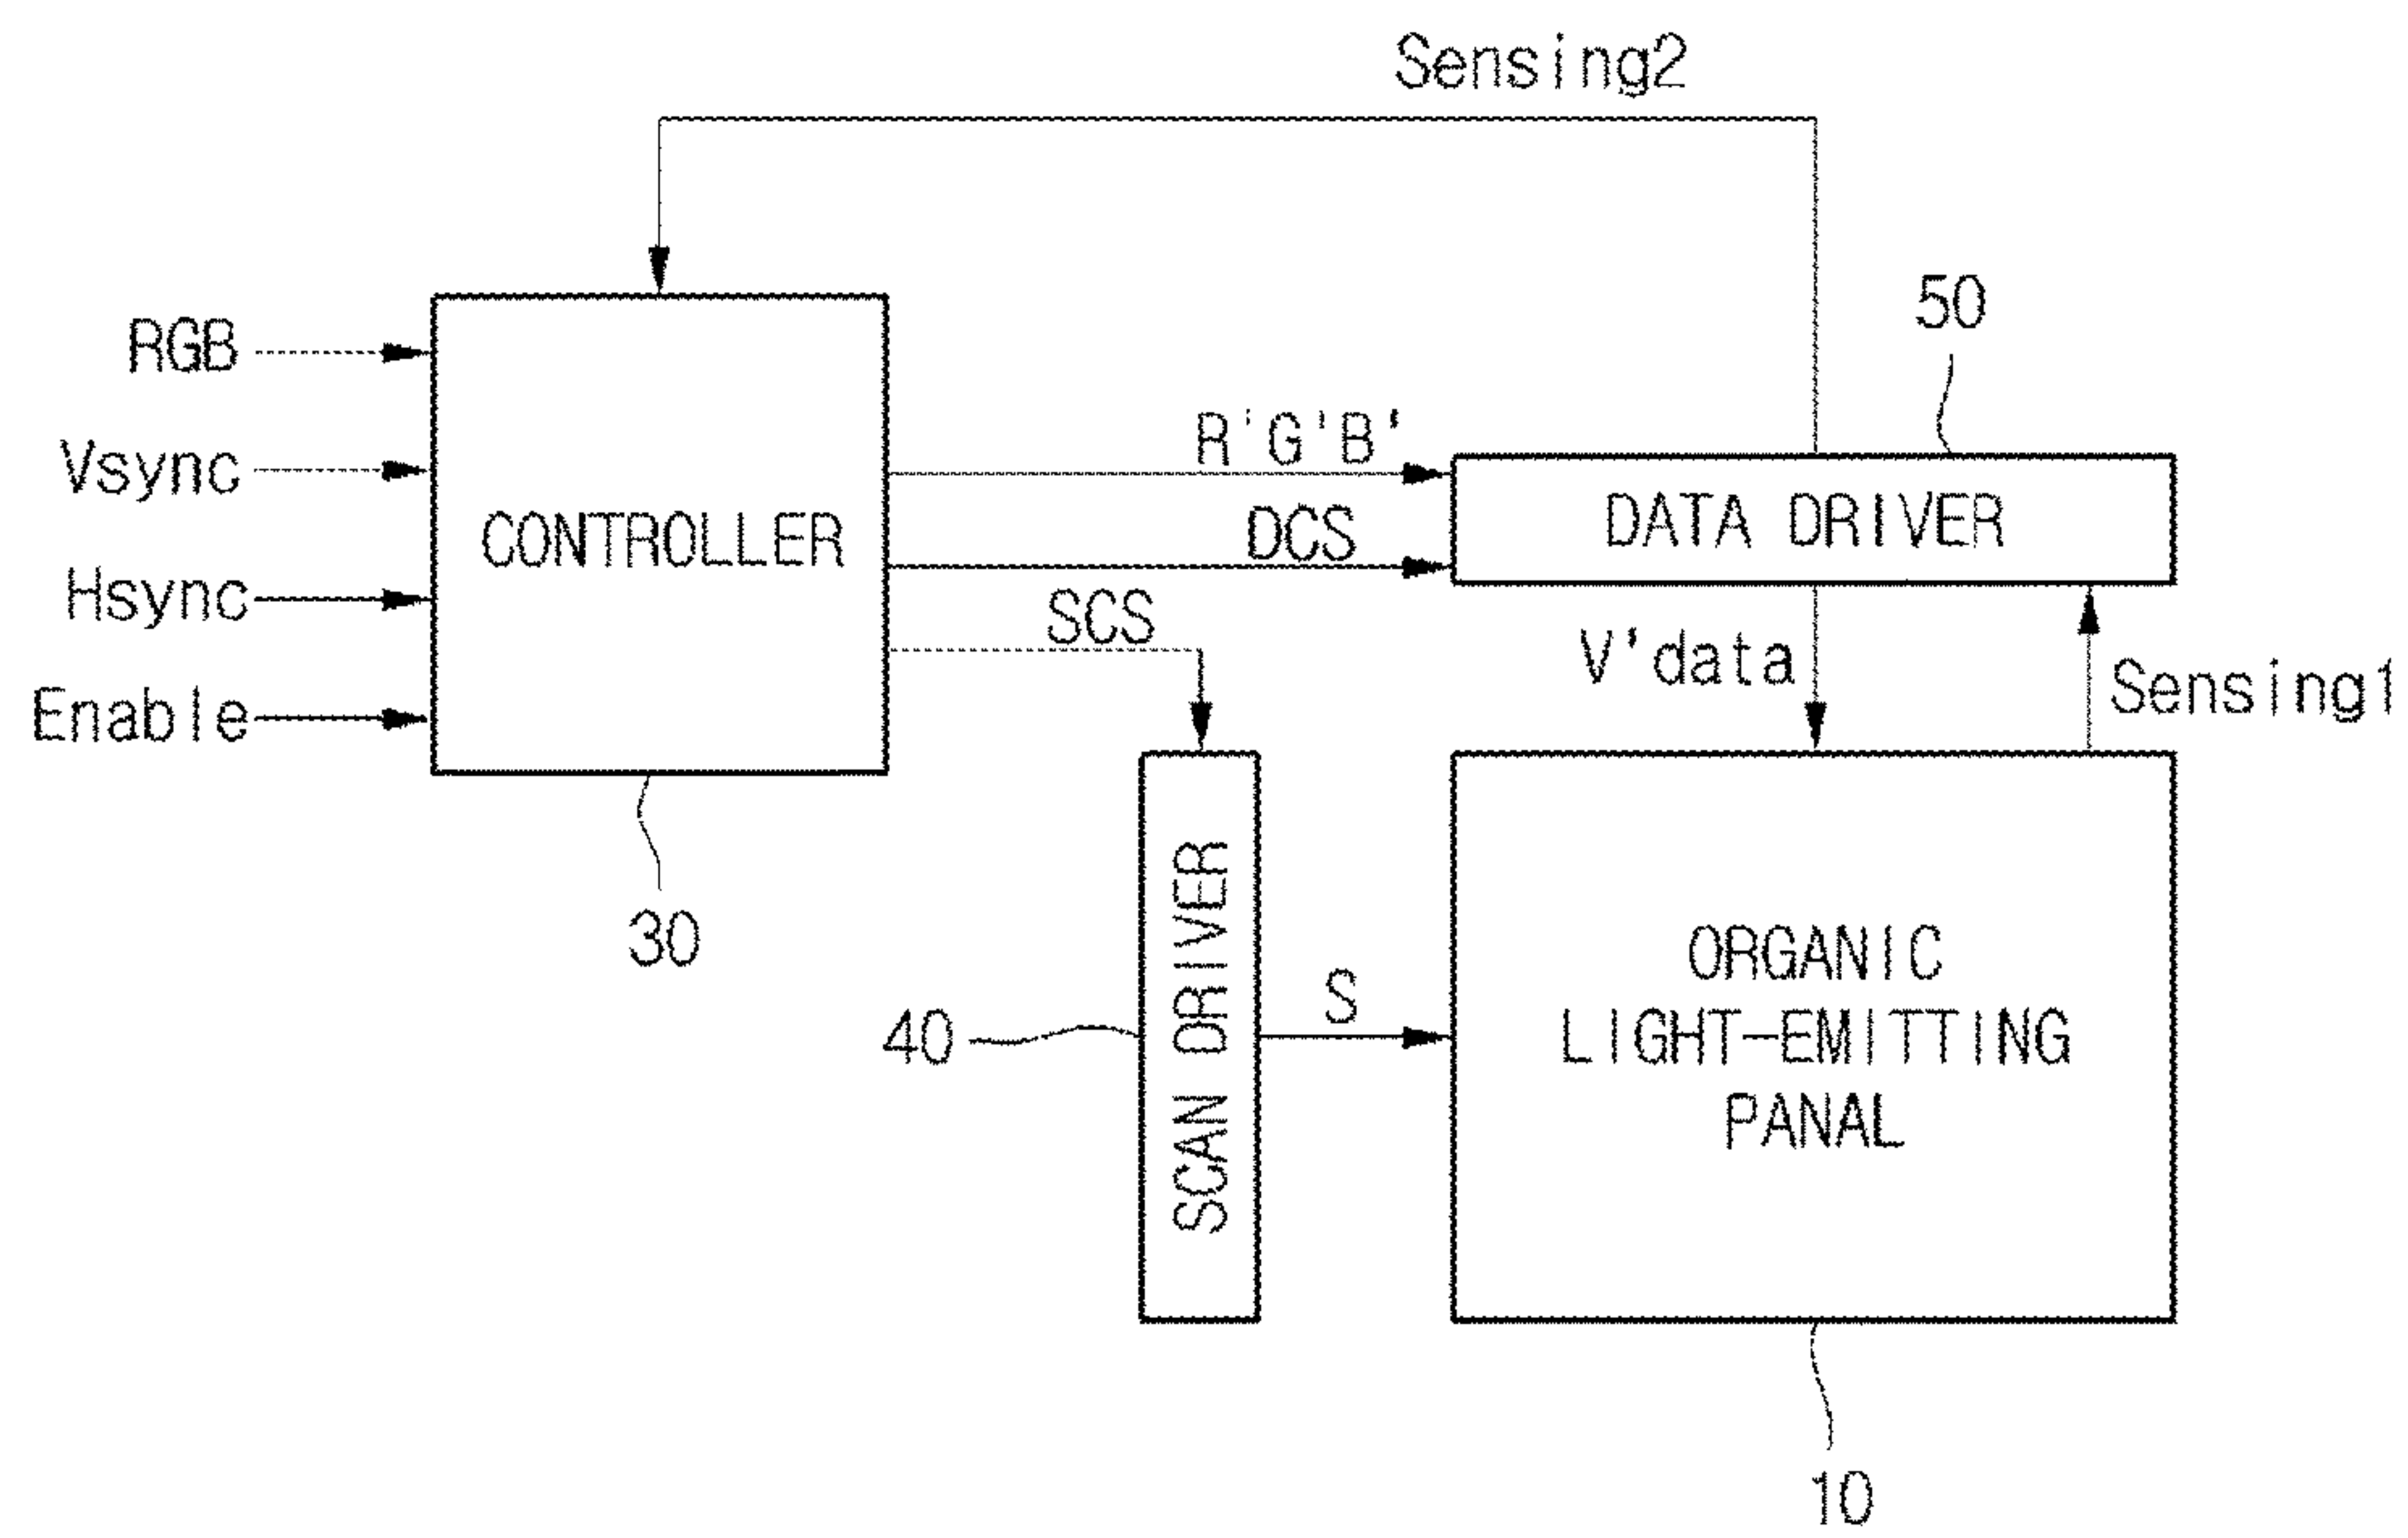 Sensing2
50
RGB
R'G'B'
Vsync
CONTROLLER
DCS
DATA DRIVER
Hsync
SCS
V'data
Sensing1
Enable
30
SCAN DRIVER
40
S
ORGANIC
LIGHT-EMITTING
PANAL
10